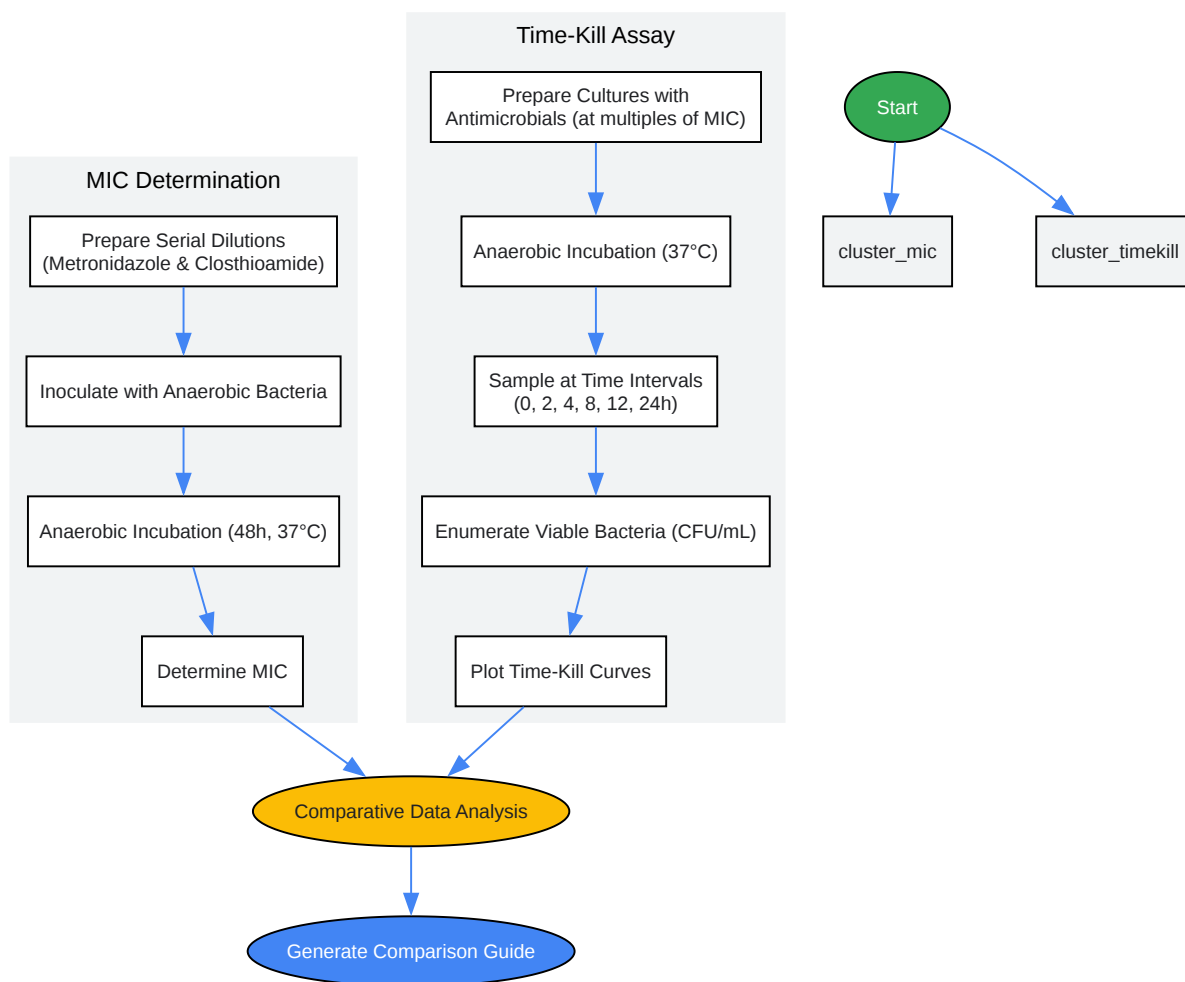 MIC Determination
Prepare Serial Dilutions
(Metronidazole & Closthioamide)
Inoculate with Anaerobic Bacteria
Anaerobic Incubation (48h, 37°C)
Determine MIC
Time-Kill Assay
Prepare Cultures with
Antimicrobials (at multiples of MIC)
Anaerobic Incubation (37°C)
Sample at Time Intervals
(0, 2, 4, 8, 12, 24h)
Enumerate Viable Bacteria (CFU/mL)
Plot Time-Kill Curves
Start
cluster_mic
cluster_timekill
Comparative Data Analysis
Generate Comparison Guide